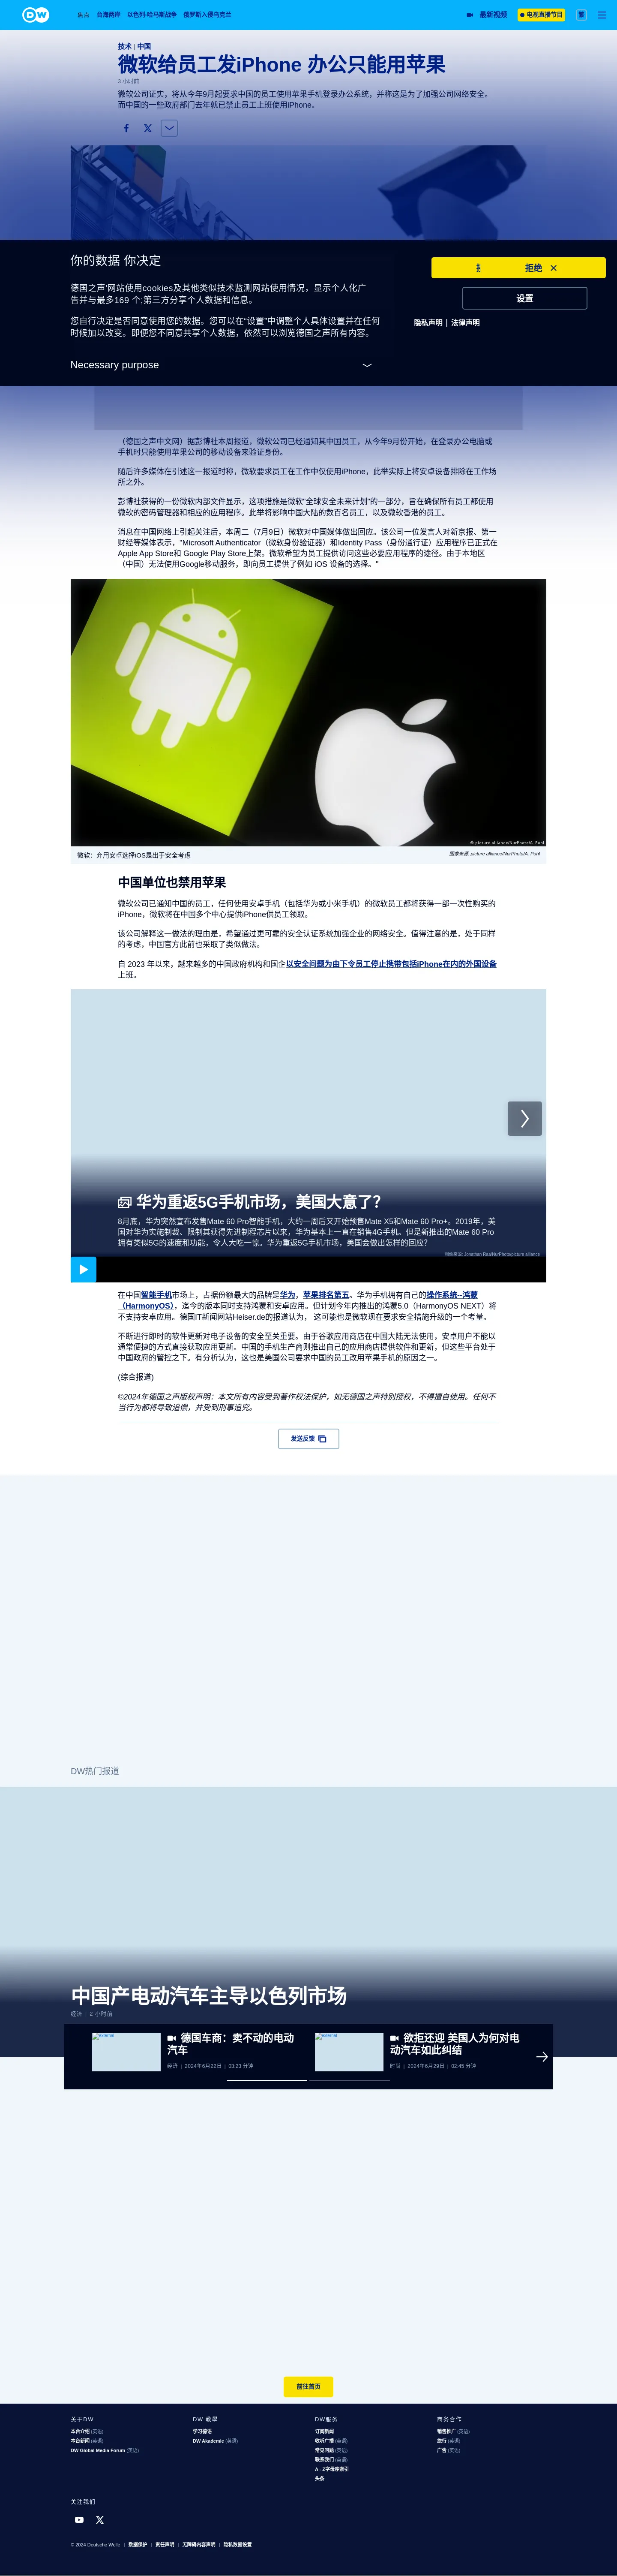 DW
焦点
台海两岸
以色列-哈马斯战争
俄罗斯入侵乌克兰
最新视频
电视直播节目
繁
技术 | 中国
微软给员工发iPhone 办公只能用苹果
3 小时前
微软公司证实，将从今年9月起要求中国的员工使用苹果手机登录办公系统，并称这是为了加强公司网络安全。
而中国的一些政府部门去年就已禁止员工上班使用iPhone。
你的数据 你决定
德国之声'网站使用cookies及其他类似技术监测网站使用情况，显示个人化广
告并与最多169 个;第三方分享个人数据和信息。
您自行决定是否同意使用您的数据。您可以在"设置"中调整个人具体设置并在任何
时候加以改变。即便您不同意共享个人数据，依然可以浏览德国之声所有内容。
Necessary purpose
拒绝
设置
隐私声明 | 法律声明
（德国之声中文网）据彭博社本周报道，微软公司已经通知其中国员工，从今年9月份开始，在登录办公电脑或
手机时只能使用苹果公司的移动设备来验证身份。
随后许多媒体在引述这一报道时称，微软要求员工在工作中仅使用iPhone，此举实际上将安卓设备排除在工作场
所之外。
彭博社获得的一份微软内部文件显示，这项措施是微软"全球安全未来计划"的一部分，旨在确保所有员工都使用
微软的密码管理器和相应的应用程序。此举将影响中国大陆的数百名员工，以及微软香港的员工。
消息在中国网络上引起关注后，本周二（7月9日）微软对中国媒体做出回应。该公司一位发言人对新京报、第一
财经等媒体表示，"Microsoft Authenticator（微软身份验证器）和Identity Pass（身份通行证）应用程序已正式在
Apple App Store和 Google Play Store上架。微软希望为员工提供访问这些必要应用程序的途径。由于本地区
（中国）无法使用Google移动服务，即向员工提供了例如 iOS 设备的选择。"
© picture alliance/NurPhoto/A. Pohl
微软：弃用安卓选择iOS是出于安全考虑
图像来源: picture alliance/NurPhoto/A. Pohl
中国单位也禁用苹果
微软公司已通知中国的员工，任何使用安卓手机（包括华为或小米手机）的微软员工都将获得一部一次性购买的
iPhone，微软将在中国多个中心提供iPhone供员工领取。
该公司解释这一做法的理由是，希望通过更可靠的安全认证系统加强企业的网络安全。值得注意的是，处于同样
的考虑，中国官方此前也采取了类似做法。
自 2023 年以来，越来越多的中国政府机构和国企以安全问题为由下令员工停止携带包括iPhone在内的外国设备
上班。
华为重返5G手机市场，美国大意了？
8月底，华为突然宣布发售Mate 60 Pro智能手机，大约一周后又开始预售Mate X5和Mate 60 Pro+。2019年，美
国对华为实施制裁、限制其获得先进制程芯片以来，华为基本上一直在销售4G手机。但是新推出的Mate 60 Pro
拥有类似5G的速度和功能，令人大吃一惊。华为重返5G手机市场，美国会做出怎样的回应？
图像来源: Jonathan Raa/NurPhoto/picture alliance
在中国智能手机市场上，占据份额最大的品牌是华为，苹果排名第五。华为手机拥有自己的操作系统--鸿蒙
（HarmonyOS），迄今的版本同时支持鸿蒙和安卓应用。但计划今年内推出的鸿蒙5.0（HarmonyOS NEXT）将
不支持安卓应用。德国IT新闻网站Heiser.de的报道认为， 这可能也是微软现在要求安全措施升级的一个考量。
不断进行即时的软件更新对电子设备的安全至关重要。由于谷歌应用商店在中国大陆无法使用，安卓用户不能以
通常便捷的方式直接获取应用更新。中国的手机生产商则推出自己的应用商店提供软件和更新，但这些平台处于
中国政府的管控之下。有分析认为，这也是美国公司要求中国的员工改用苹果手机的原因之一。
(综合报道)
©2024年德国之声版权声明：本文所有内容受到著作权法保护，如无德国之声特别授权，不得擅自使用。任何不
当行为都将导致追偿，并受到刑事追究。
发送反馈
DW热门报道
中国产电动汽车主导以色列市场
经济 | 2 小时前
德国车商：卖不动的电动
汽车
经济 | 2024年6月22日 | 03:23 分钟
欲拒还迎 美国人为何对电
动汽车如此纠结
时尚 | 2024年6月29日 | 02:45 分钟
前往首页
关于DW
本台介绍 (英语)
本台新闻 (英语)
DW Global Media Forum (英语)
DW 教學
学习德语
DW Akademie (英语)
DW服务
订阅新闻
收听广播 (英语)
常见问题 (英语)
联系我们 (英语)
A - Z字母序索引
头条
商务合作
销售推广 (英语)
旅行 (英语)
广告 (英语)
关注我们
© 2024 Deutsche Welle | 数据保护 | 责任声明 | 无障碍内容声明 | 隐私数据设置